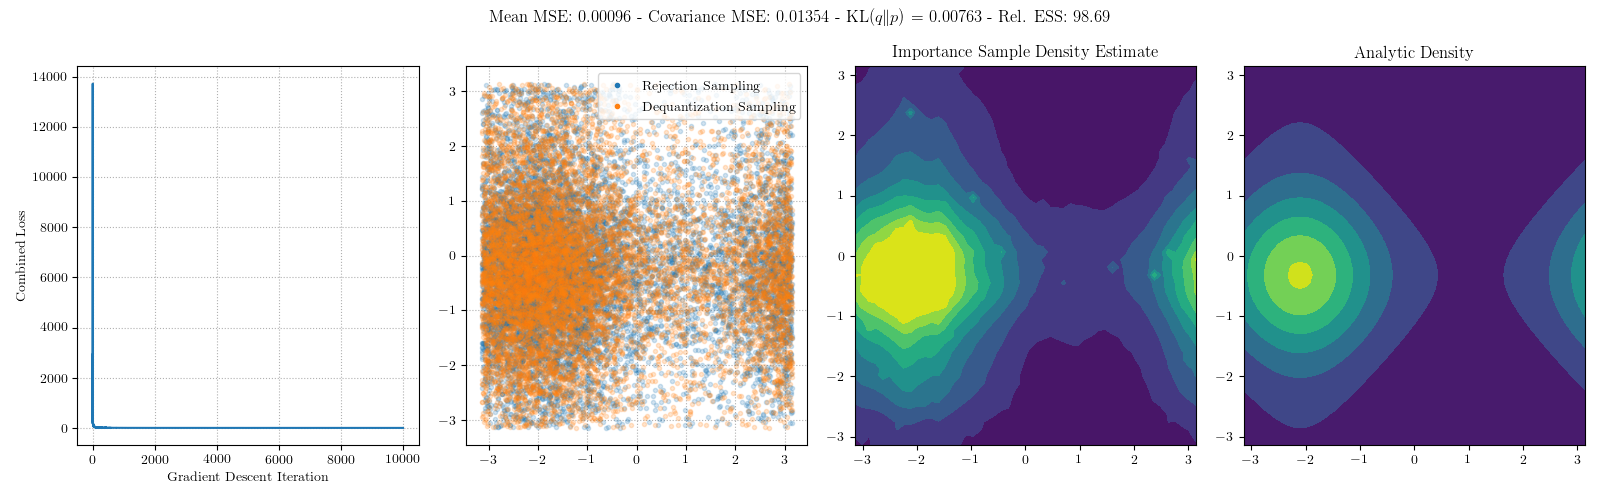 Mean MSE: 0.00096 - Covariance MSE: 0.01354 - KL(q‖p) = 0.00763 - Rel. ESS: 98.69
Combined Loss
14000
12000
10000
8000
6000
4000
2000
0
0 2000 4000 6000 8000 10000
Gradient Descent Iteration
Rejection Sampling
Dequantization Sampling
3
2
1
0
−1
−2
−3
−3 −2 −1 0 1 2 3
Importance Sample Density Estimate
3
2
1
0
−1
−2
−3
−3 −2 −1 0 1 2 3
Analytic Density
3
2
1
0
−1
−2
−3
−3 −2 −1 0 1 2 3